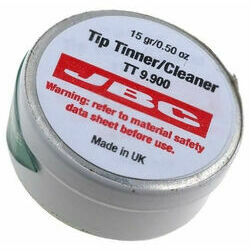 15 gr/0.50 oz
Tip Tinner/Cleaner
TT 9.900
JBC
Warning: refer to material safety
data sheet before use.
Made in UK